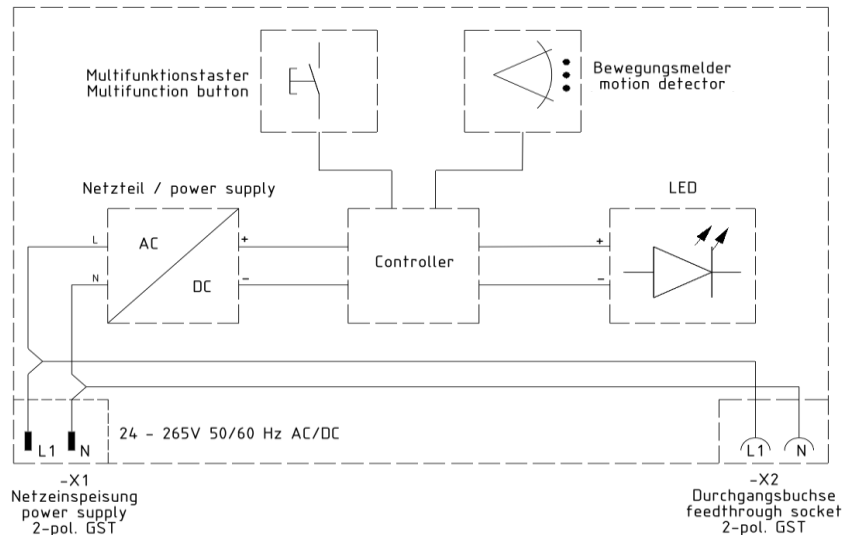 Multifunktionstaster
Multifunction button
Bewegungsmelder
motion detector
Netzteil / power supply
LED
L
AC
+
Controller
+
N
DC
-
-
24 - 265V 50/60 Hz AC/DC
L1
N
L1
N
-X1
Netzeinspeisung
power supply
2-pol. GST
-X2
Durchgangsbuchse
feedthrough socket
2-pol. GST